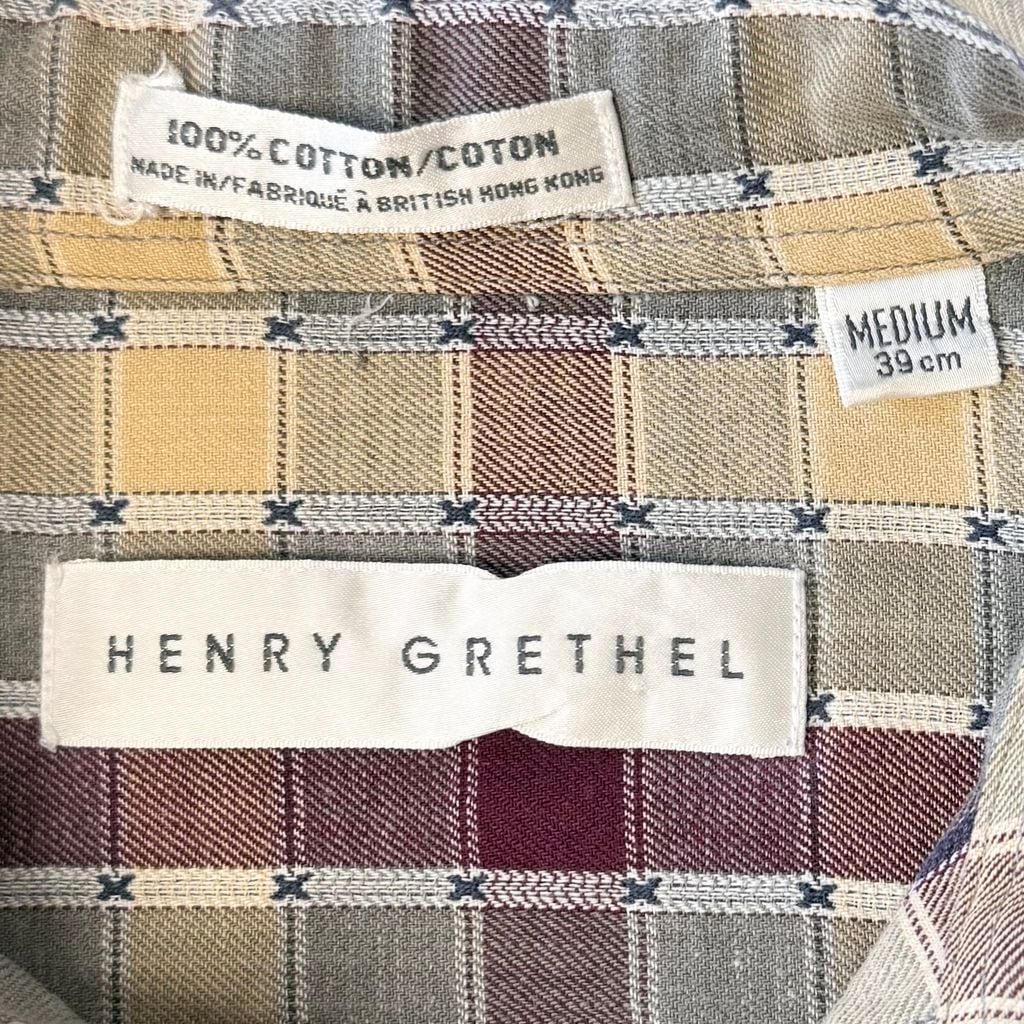 100% COTTON/COTON
MADE IN/FABRIQUÉ À BRITISH HONG KONG
MEDIUM
39 cm
HENRY GRETHEL